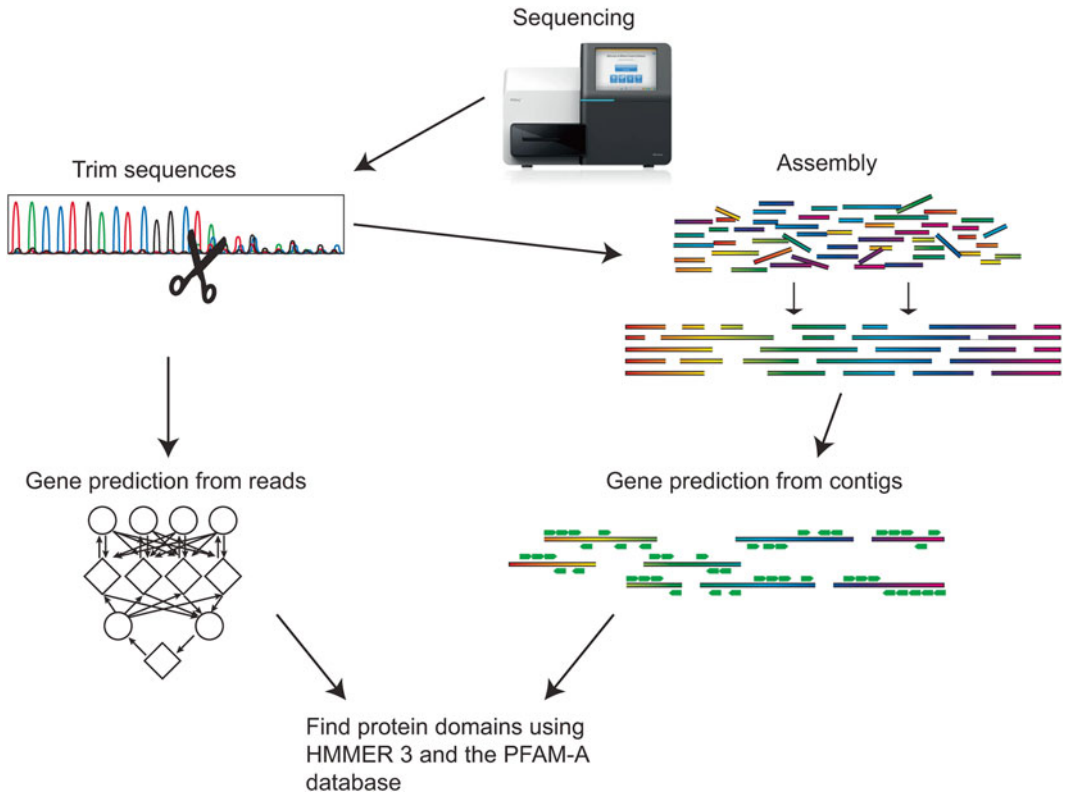 Sequencing
Trim sequences
Assembly
Gene prediction from reads
Gene prediction from contigs
Find protein domains using
HMMER 3 and the PFAM-A
database